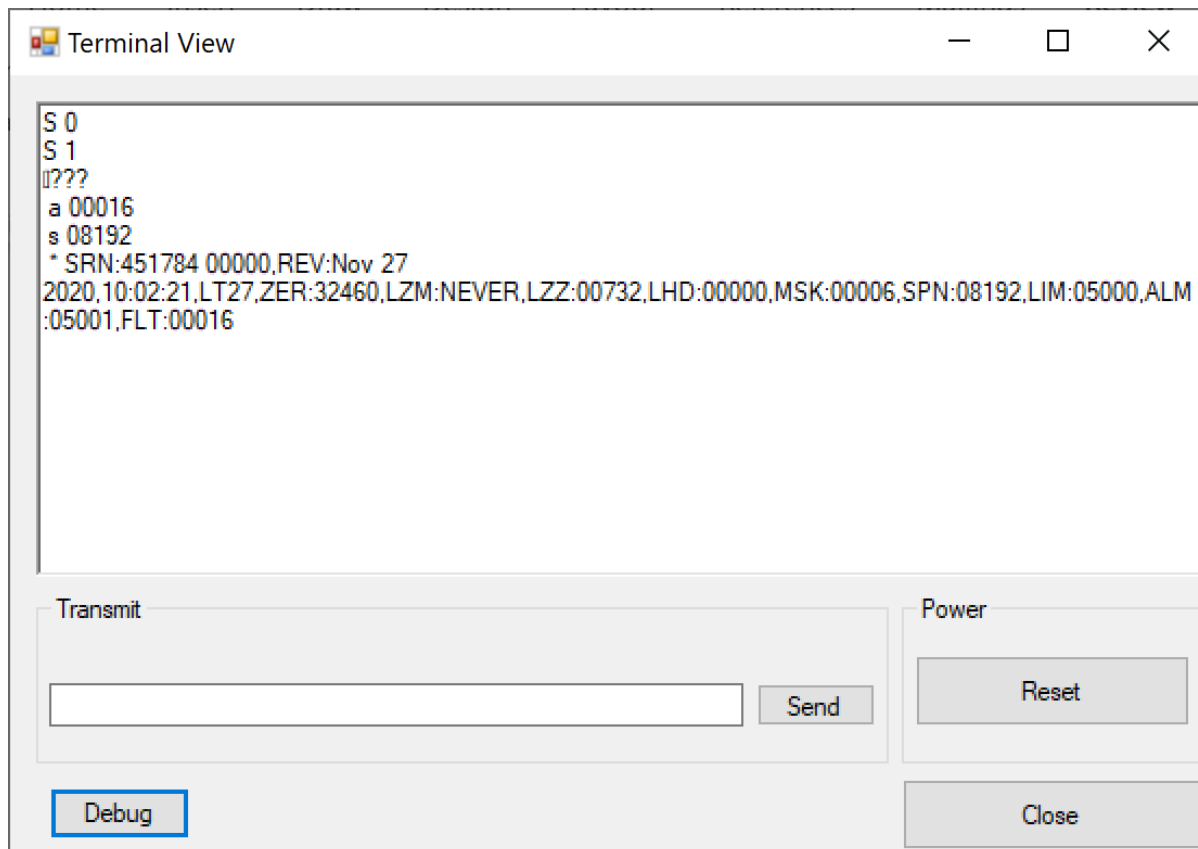 Terminal View
S 0
S 1
???
a 00016
s 08192
* SRN:451784 00000,REV:Nov 27
2020,10:02:21,LT27,ZER:32460,LZM:NEVER,LZZ:00732,LHD:00000,MSK:00006,SPN:08192,LIM:05000,ALM
:05001,FLT:00016
Transmit
Power
Send
Reset
Debug
Close